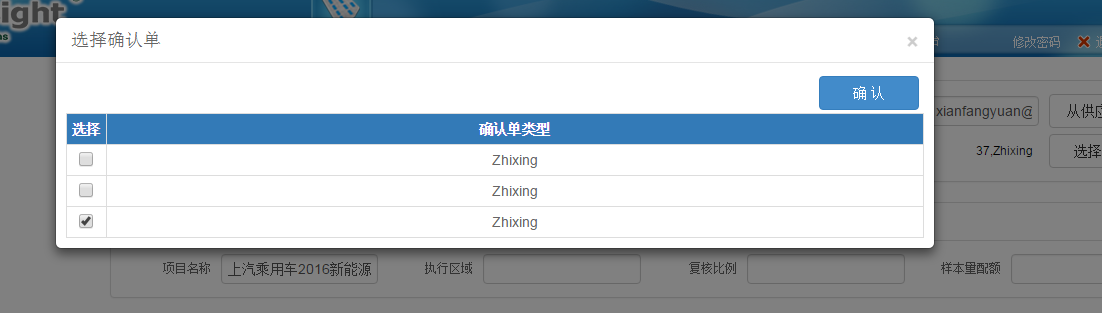 ight
选择确认单
×
修改密码
确 认
xianfangyuan@
从供应
选择 确认单类型
37,Zhixing
选择
Zhixing
Zhixing
Zhixing
项目名称 上汽乘用车2016新能源 执行区域 复核比例 样本量配额